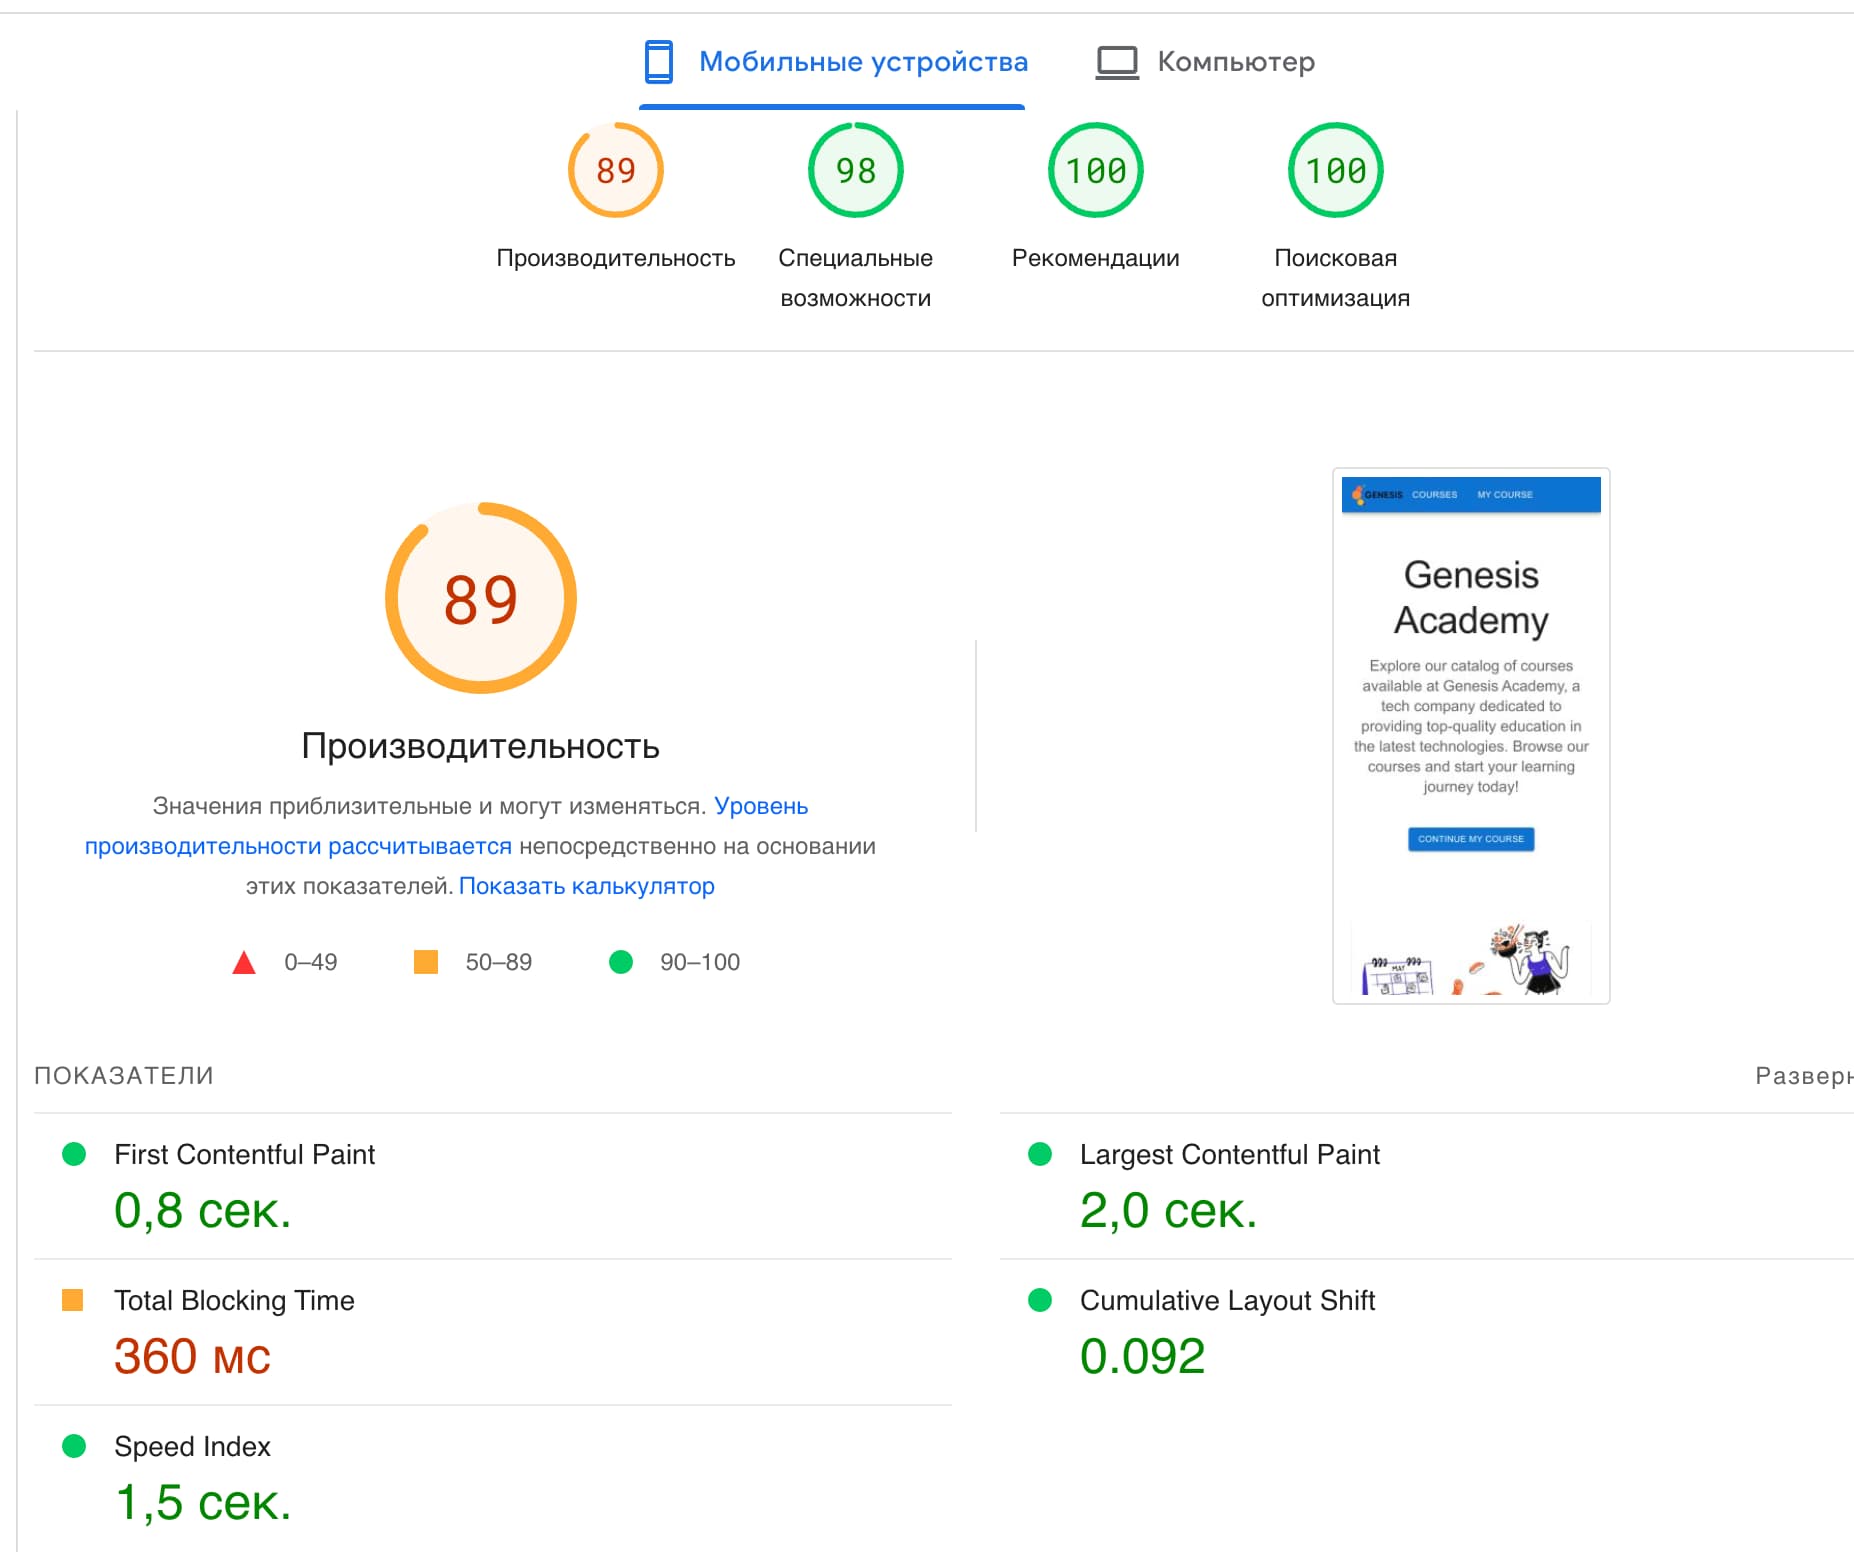 Мобильные устройства
Компьютер
89
98
100
100
Производительность
Специальные
возможности
Рекомендации
Поисковая
оптимизация
89
Производительность
Значения приблизительные и могут изменяться. Уровень
производительности рассчитывается непосредственно на основании
этих показателей. Показать калькулятор
0–49
50–89
90–100
GENESIS COURSES MY COURSE
Genesis
Academy
Explore our catalog of courses
available at Genesis Academy, a
tech company dedicated to
providing top-quality education in
the latest technologies. Browse our
courses and start your learning
journey today!
CONTINUE MY COURSE
MAY
ПОКАЗАТЕЛИ
Разверн
First Contentful Paint
0,8 сек.
Largest Contentful Paint
2,0 сек.
Total Blocking Time
360 мс
Cumulative Layout Shift
0.092
Speed Index
1,5 сек.